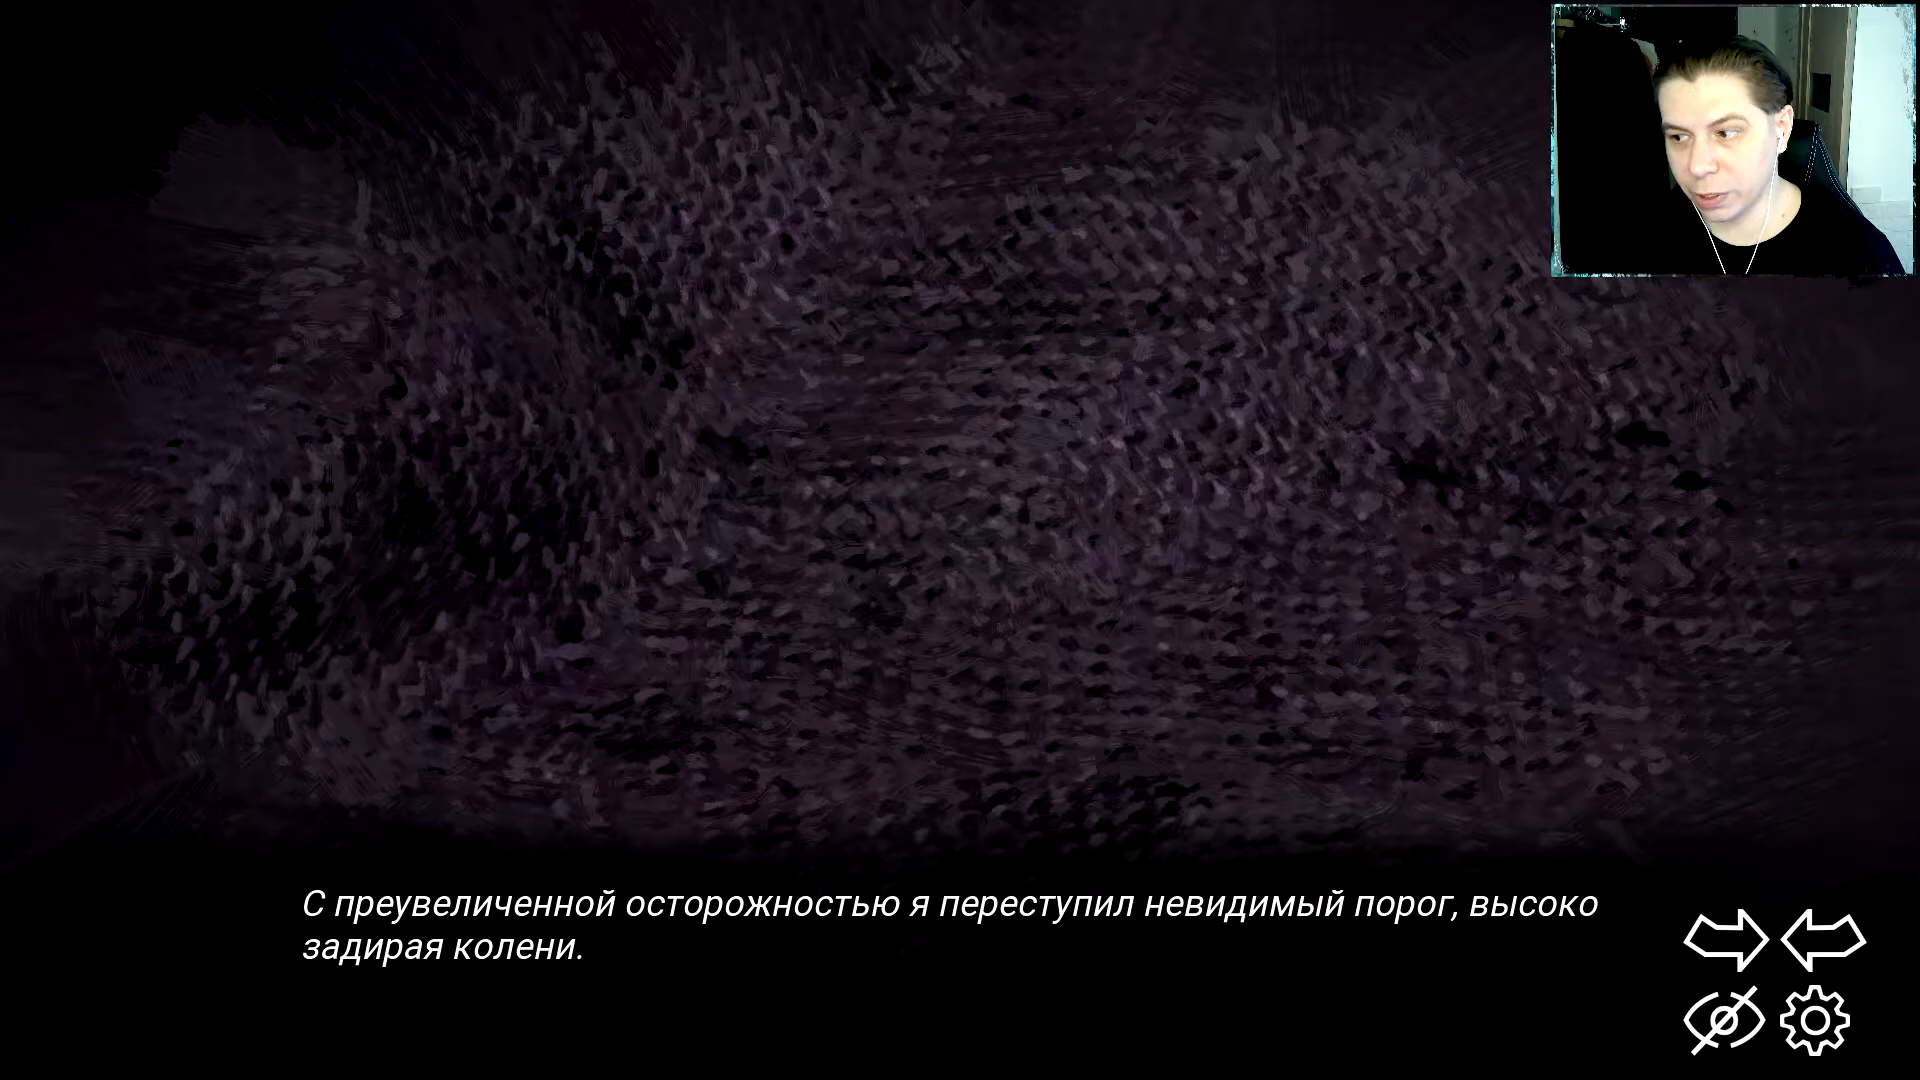 С преувеличенной осторожностью я переступил невидимый порог, высоко
задирая колени.